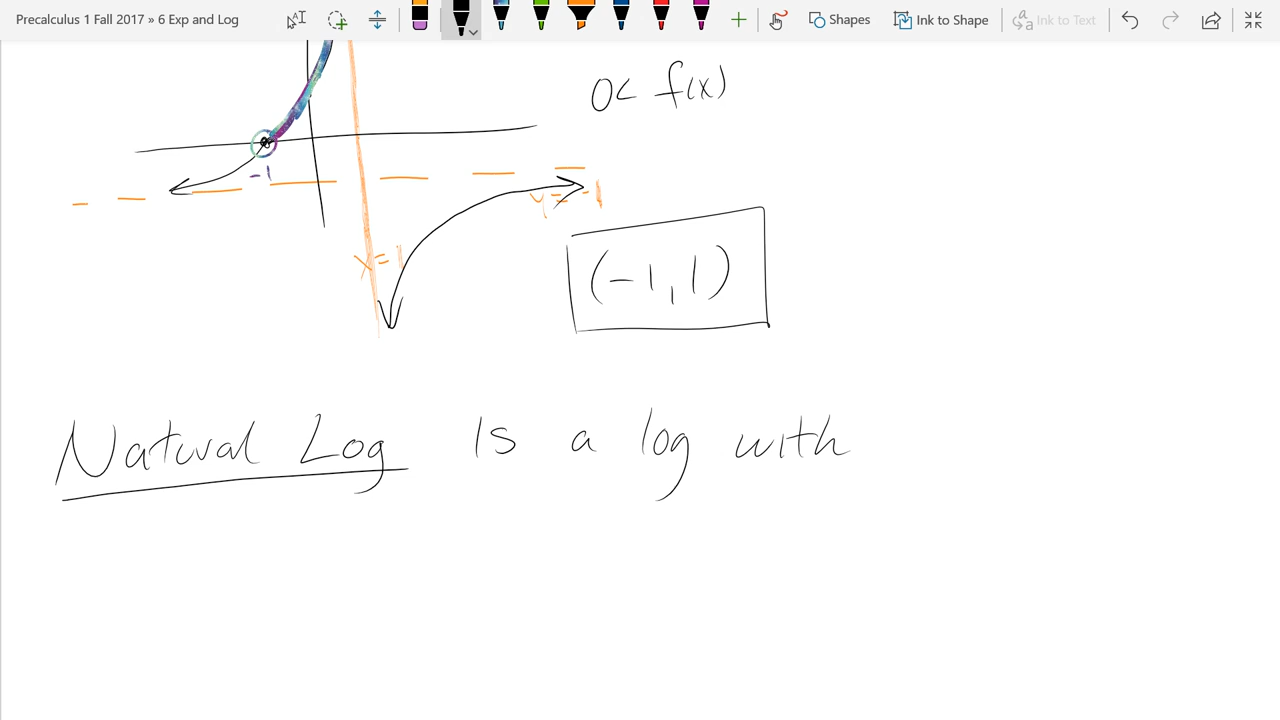 Precalculus 1 Fall 2017 » 6 Exp and Log
Shapes
Ink to Shape
Ink to Text
0< f(x)
-1
y= -1
x= 1
(-1,1)
Natural Log Is a log with